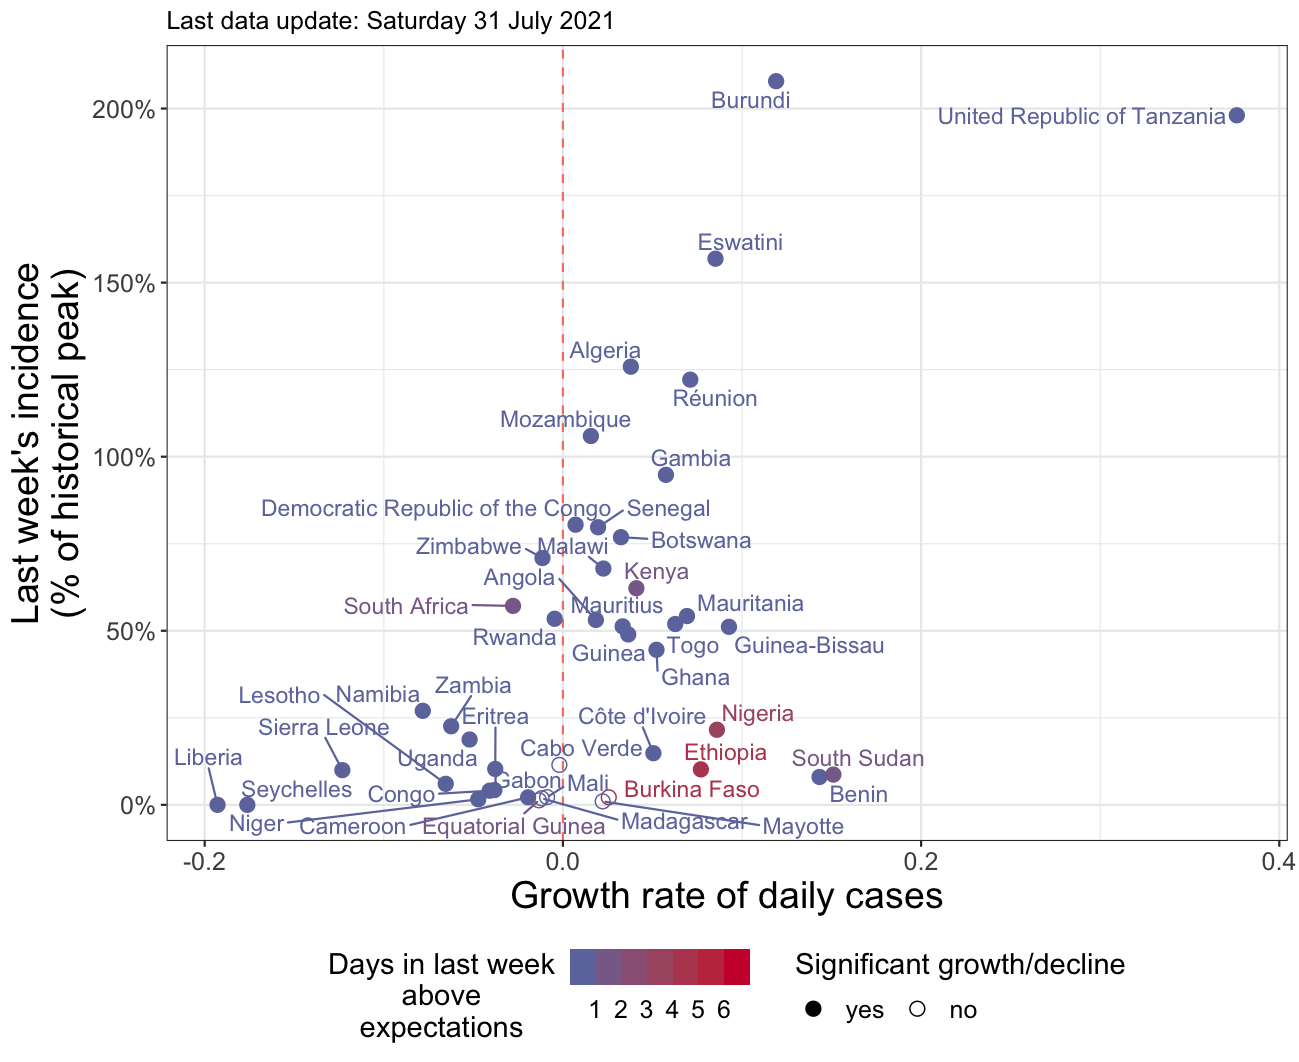 Last data update: Saturday 31 July 2021
Last week's incidence
(% of historical peak)
200%
150%
100%
50%
0%
Burundi
United Republic of Tanzania
Eswatini
Algeria
Réunion
Mozambique
Gambia
Democratic Republic of the Congo
Senegal
Zimbabwe
Malawi
Botswana
Angola
Kenya
South Africa
Mauritius
Mauritania
Rwanda
Guinea
Togo
Guinea-Bissau
Ghana
Lesotho
Namibia
Zambia
Sierra Leone
Eritrea
Côte d'Ivoire
Nigeria
Liberia
Uganda
Cabo Verde
Ethiopia
South Sudan
Seychelles
Congo
Gabon
Mali
Burkina Faso
Benin
Niger
Cameroon
Equatorial Guinea
Madagascar
Mayotte
-0.2
0.0
0.2
0.4
Growth rate of daily cases
Days in last week
above
expectations
1 2 3 4 5 6
Significant growth/decline
yes
no